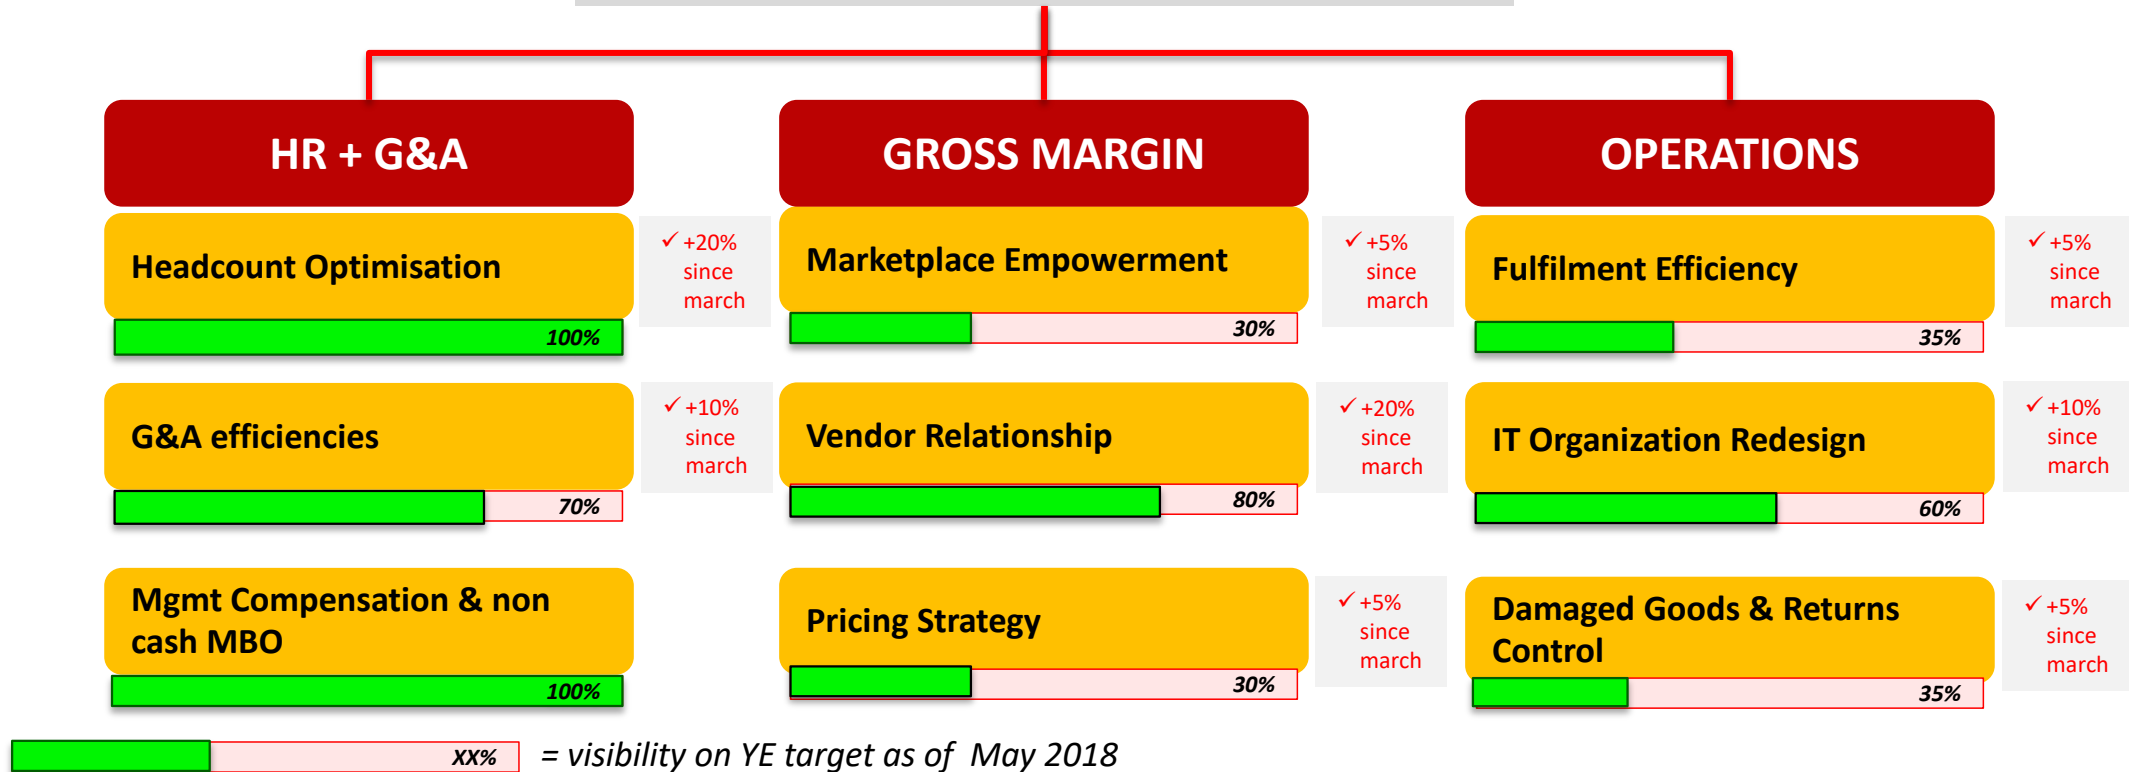 HR + G&A
Headcount Optimisation
100%
✓ +20%
since
march
G&A efficiencies
70%
✓ +10%
since
march
Mgmt Compensation & non
cash MBO
100%
GROSS MARGIN
Marketplace Empowerment
30%
✓ +5%
since
march
Vendor Relationship
80%
✓ +20%
since
march
Pricing Strategy
30%
✓ +5%
since
march
OPERATIONS
Fulfilment Efficiency
35%
✓ +5%
since
march
IT Organization Redesign
60%
✓ +10%
since
march
Damaged Goods & Returns
Control
35%
✓ +5%
since
march
XX% = visibility on YE target as of May 2018